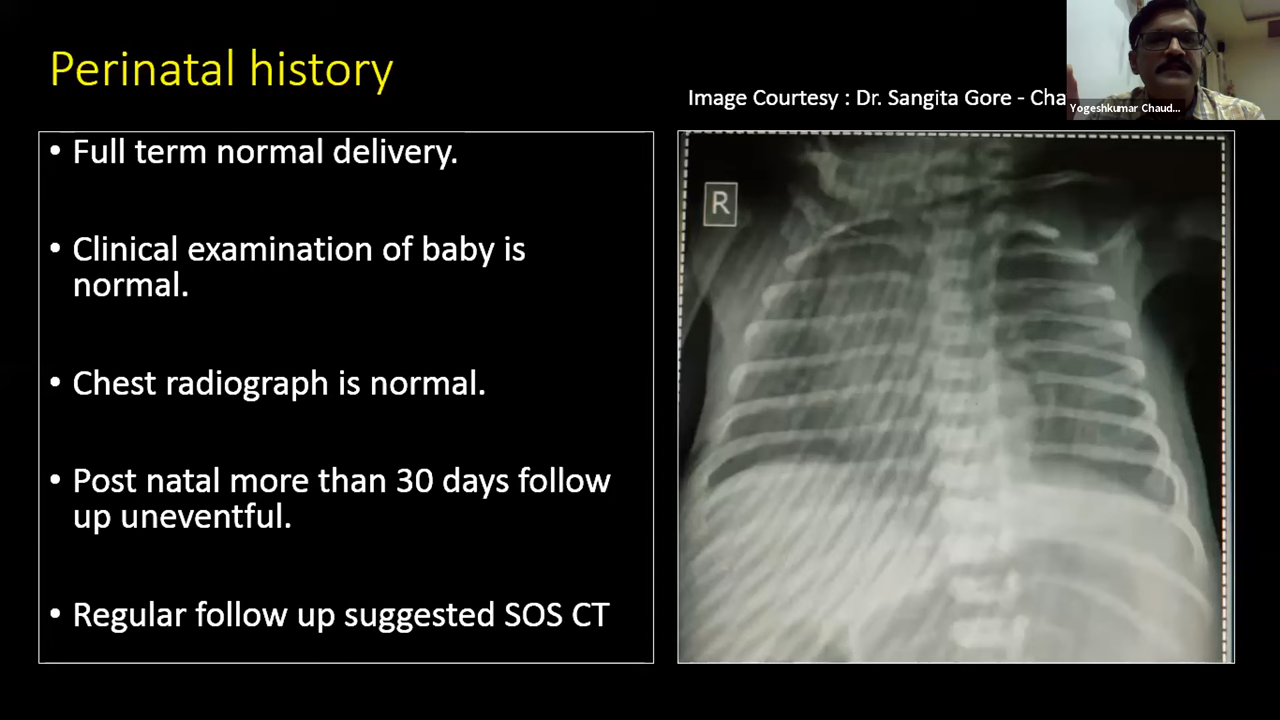 Perinatal history
Image Courtesy : Dr. Sangita Gore - Cha
Yogeshkumar Chaud...
• Full term normal delivery.
• Clinical examination of baby is
normal.
• Chest radiograph is normal.
• Post natal more than 30 days follow
up uneventful.
• Regular follow up suggested SOS CT
R